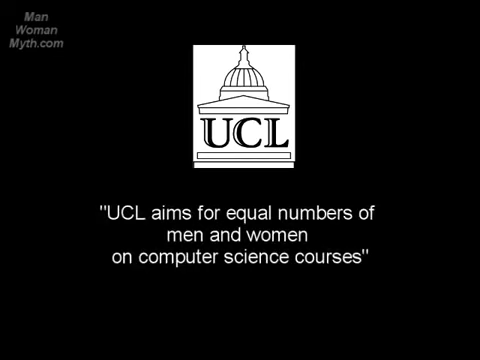 Man
Woman
Myth.com
UCL
"UCL aims for equal numbers of
men and women
on computer science courses"